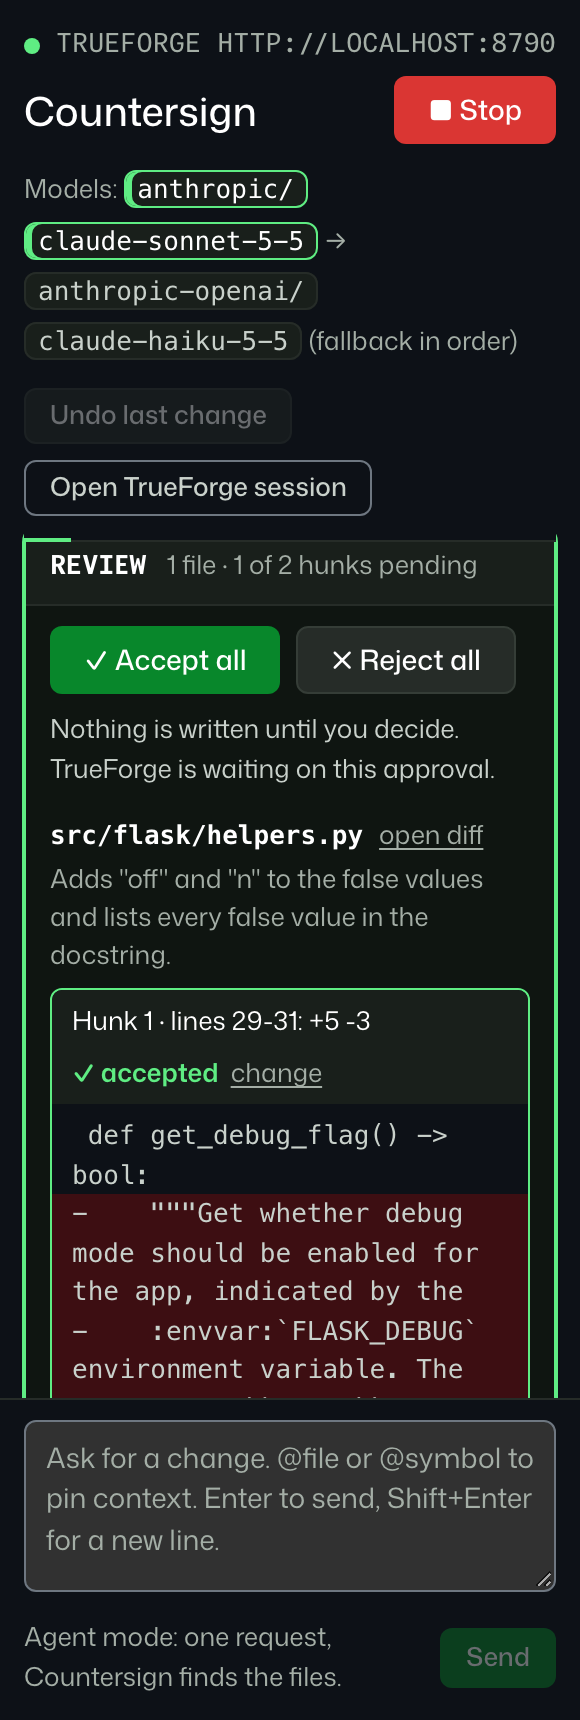 TRUEFORGE HTTP://LOCALHOST:8790
Countersign
Stop
Models: anthropic/
claude-sonnet-5-5 →
anthropic-openai/
claude-haiku-5-5 (fallback in order)
Undo last change
Open TrueForge session
REVIEW 1 file · 1 of 2 hunks pending
✓ Accept all
✕ Reject all
Nothing is written until you decide.
TrueForge is waiting on this approval.
src/flask/helpers.py open diff
Adds "off" and "n" to the false values
and lists every false value in the
docstring.
Hunk 1 · lines 29-31: +5 -3
✓ accepted change
def get_debug_flag() ->
bool:
-    """Get whether debug
mode should be enabled for
the app, indicated by the
-    :envvar:`FLASK_DEBUG`
environment variable. The
Ask for a change. @file or @symbol to
pin context. Enter to send, Shift+Enter
for a new line.
Agent mode: one request,
Countersign finds the files.
Send